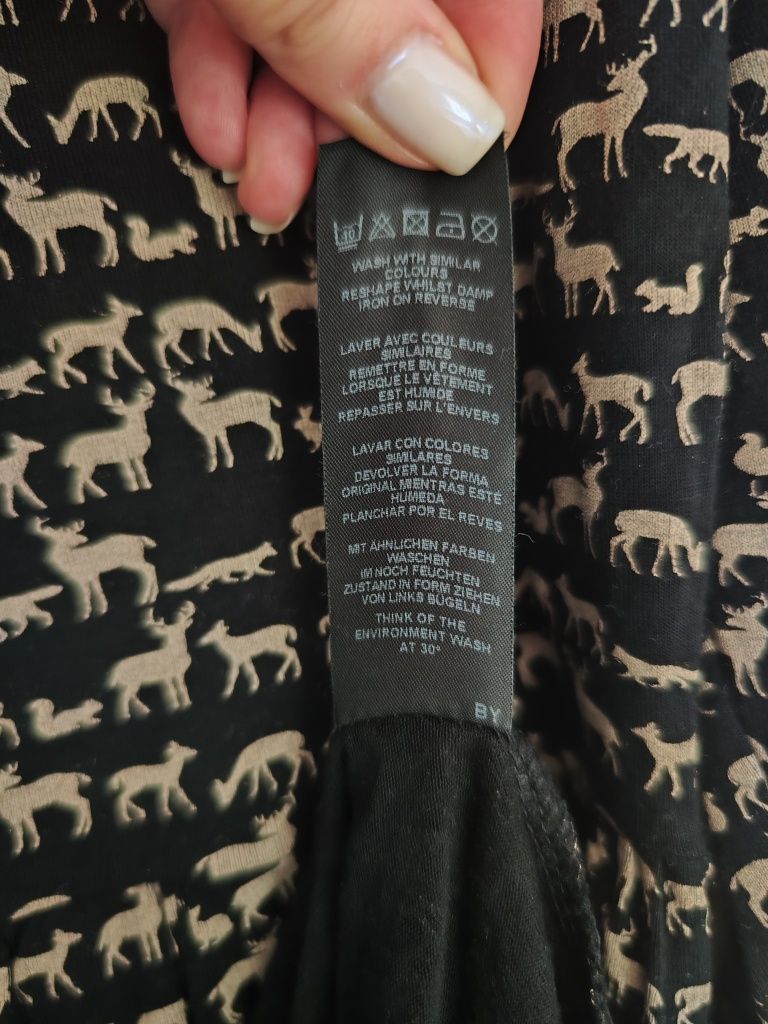 WASH WITH SIMILAR
COLOURS
RESHAPE WHILST DAMP
IRON ON REVERSE
LAVER AVEC COULEURS
SIMILAIRES
REMETTRE EN FORME
LORSQUE LE VÊTEMENT
EST HUMIDE
REPASSER SUR L'ENVERS
LAVAR CON COLORES
SIMILARES
DEVOLVER LA FORMA
ORIGINAL MIENTRAS ESTÉ
HUMEDA
PLANCHAR POR EL REVES
MIT ÄHNLICHEN FARBEN
WASCHEN
IM NOCH FEUCHTEN
ZUSTAND IN FORM ZIEHEN
VON LINKS BÜGELN
THINK OF THE
ENVIRONMENT WASH
AT 30°
BY